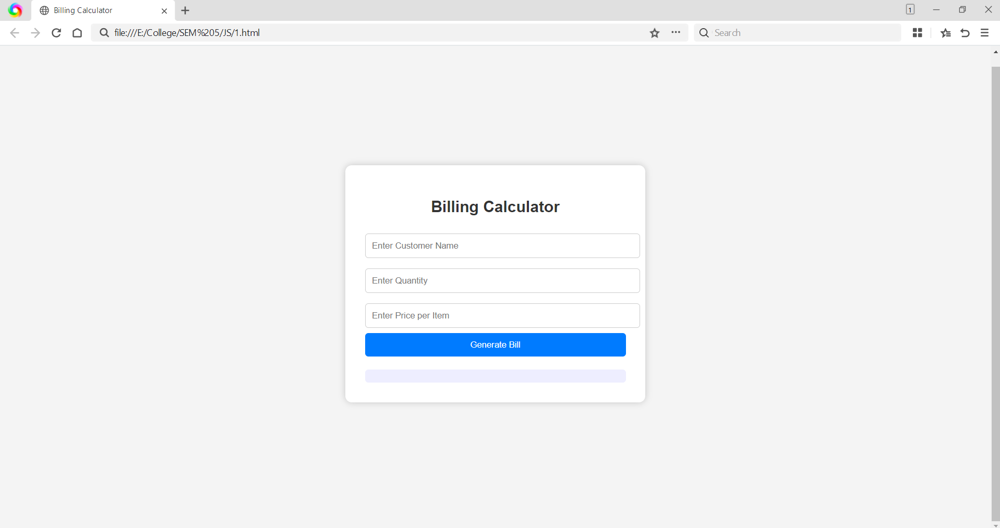 Billing Calculator
1
file:///E:/College/SEM%205/JS/1.html
Search
Billing Calculator
Enter Customer Name
Enter Quantity
Enter Price per Item
Generate Bill